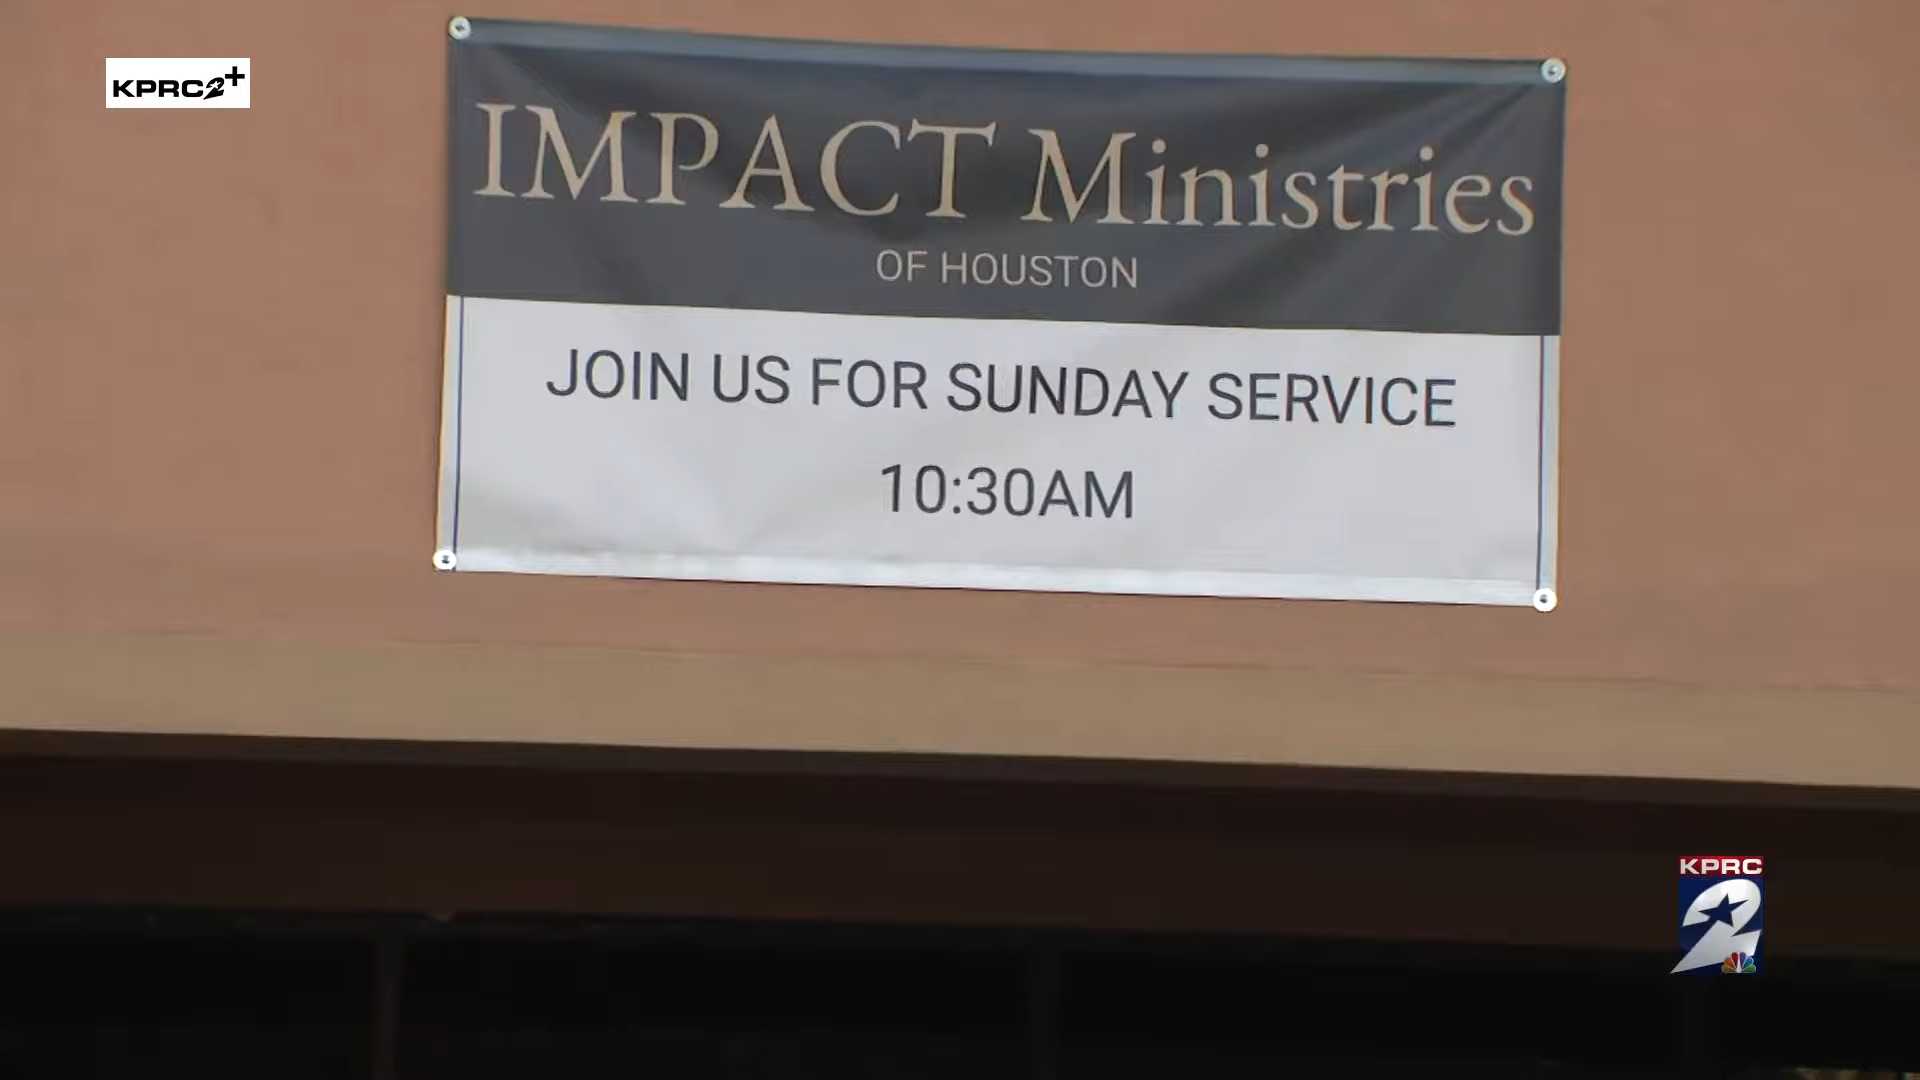 KPRC2+
IMPACT Ministries
OF HOUSTON
JOIN US FOR SUNDAY SERVICE
10:30AM
KPRC
2